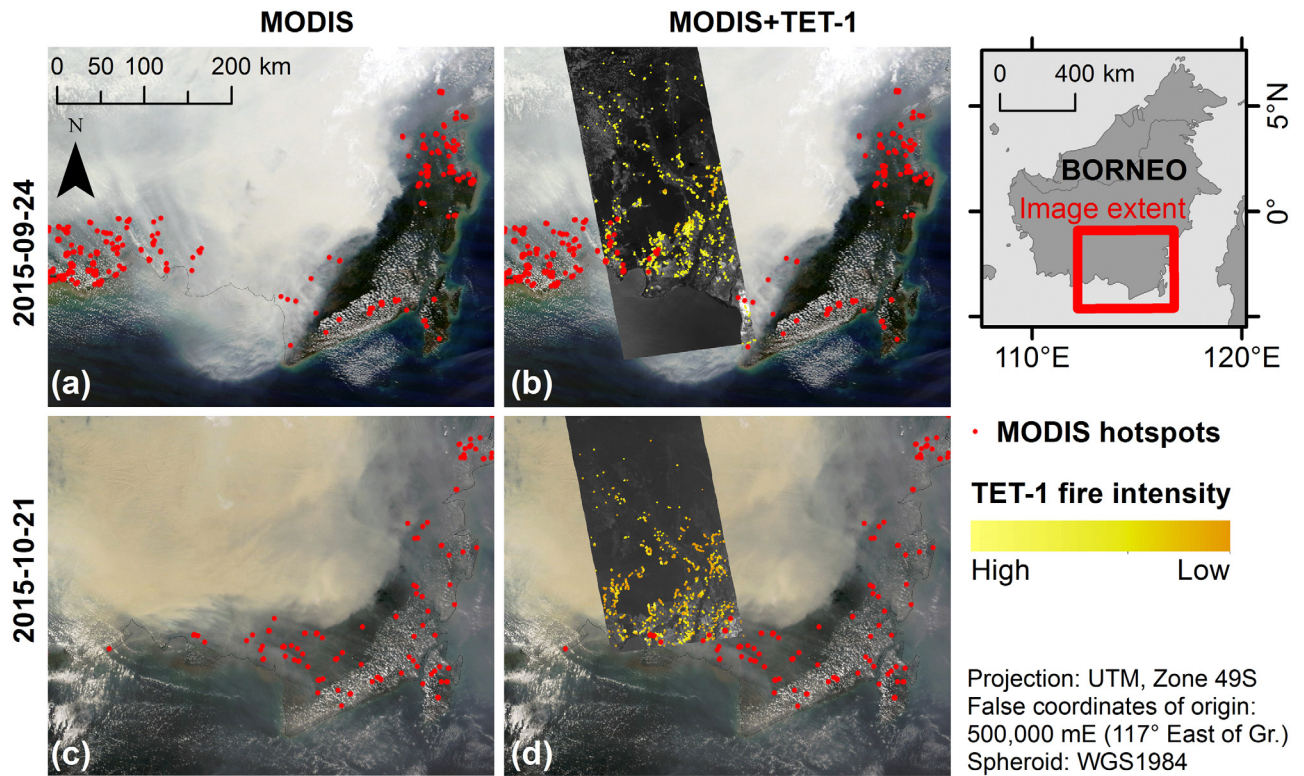 MODIS
MODIS+TET-1
2015-09-24
0 50 100 200 km
N
(a)
(b)
0 400 km
BORNEO
Image extent
5°N
0°
110°E 120°E
2015-10-21
(c)
(d)
MODIS hotspots
TET-1 fire intensity
High Low
Projection: UTM, Zone 49S
False coordinates of origin:
500,000 mE (117° East of Gr.)
Spheroid: WGS1984